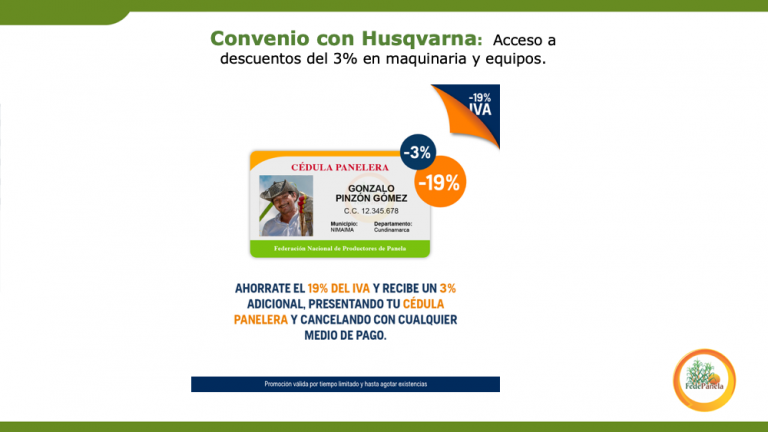 Convenio con Husqvarna: Acceso a
descuentos del 3% en maquinaria y equipos.
-19%
IVA
-3%
-19%
CÉDULA PANELERA
GONZALO
PINZÓN GÓMEZ
C.C. 12.345.678
Municipio: Departamento:
NIMAIMA Cundinamarca
Federación Nacional de Productores de Panela
AHORRATE EL 19% DEL IVA Y RECIBE UN 3%
ADICIONAL, PRESENTANDO TU CÉDULA
PANELERA Y CANCELANDO CON CUALQUIER
MEDIO DE PAGO.
Promoción válida por tiempo limitado y hasta agotar existencias
FedePanela